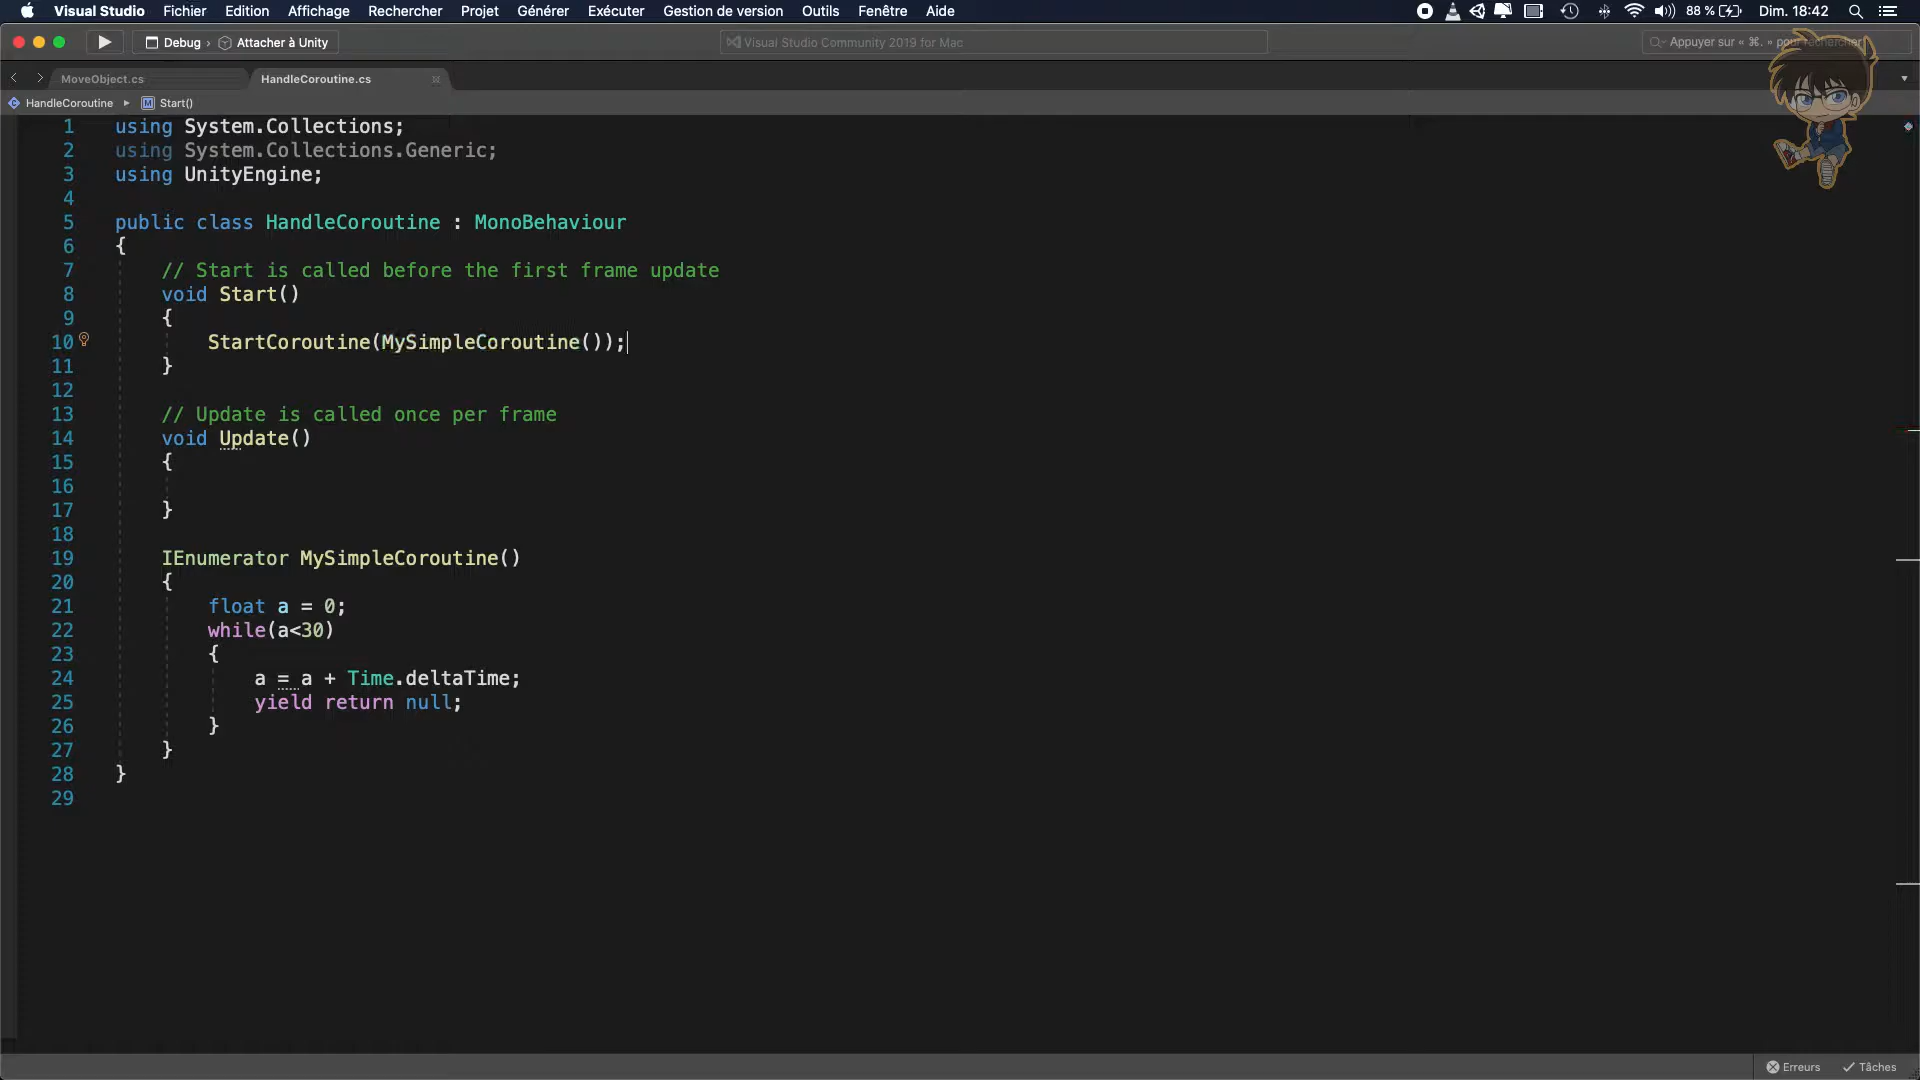 Visual Studio Fichier Edition Affichage Rechercher Projet Générer Exécuter Gestion de version Outils Fenêtre Aide 88 % Dim. 18:42
Debug › Attacher à Unity Visual Studio Community 2019 for Mac Appuyer sur « ⌘. » pour rechercher
MoveObject.cs HandleCoroutine.cs
HandleCoroutine Start()
1 using System.Collections;
2 using System.Collections.Generic;
3 using UnityEngine;
4
5 public class HandleCoroutine : MonoBehaviour
6 {
7 // Start is called before the first frame update
8 void Start()
9 {
10 StartCoroutine(MySimpleCoroutine());
11 }
12
13 // Update is called once per frame
14 void Update()
15 {
16
17 }
18
19 IEnumerator MySimpleCoroutine()
20 {
21 float a = 0;
22 while(a<30)
23 {
24 a = a + Time.deltaTime;
25 yield return null;
26 }
27 }
28 }
29
Erreurs Tâches